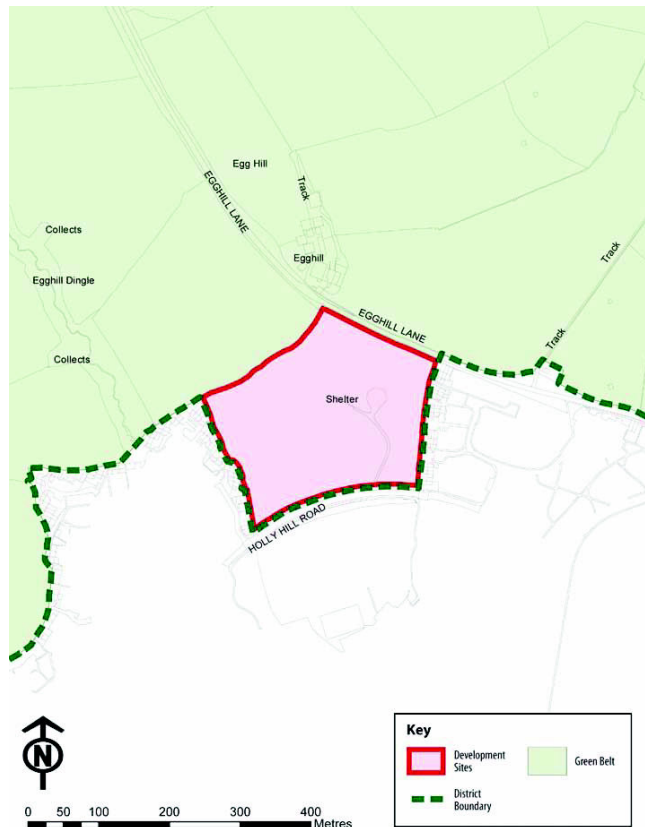 Egg Hill
Track
EGGHILL LANE
Collects
Egghill
Egghill Dingle
Track
EGGHILL LANE
Track
Collects
Shelter
HOLLY HILL ROAD
N
Key
Development
Sites
Green Belt
District
Boundary
0 50 100 200 300 400
Metres